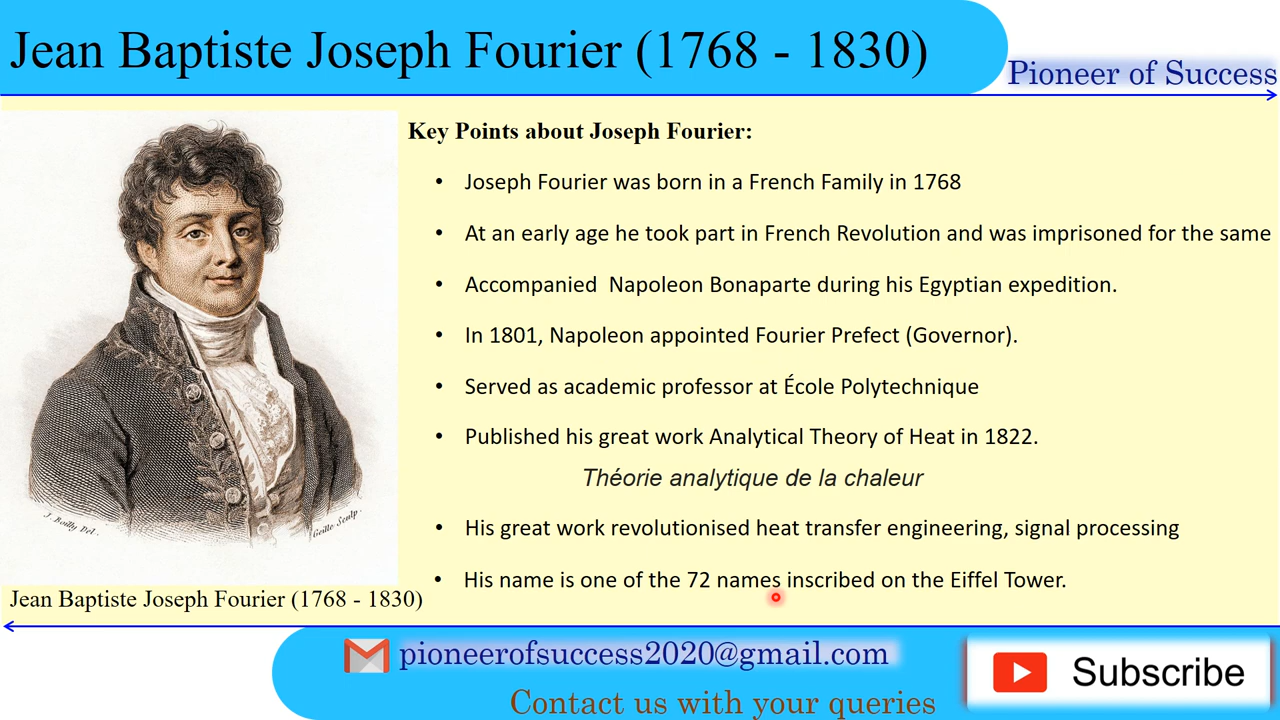 Jean Baptiste Joseph Fourier (1768 - 1830)
Pioneer of Success
Key Points about Joseph Fourier:
• Joseph Fourier was born in a French Family in 1768
• At an early age he took part in French Revolution and was imprisoned for the same
• Accompanied Napoleon Bonaparte during his Egyptian expedition.
• In 1801, Napoleon appointed Fourier Prefect (Governor).
• Served as academic professor at École Polytechnique
• Published his great work Analytical Theory of Heat in 1822.
Théorie analytique de la chaleur
• His great work revolutionised heat transfer engineering, signal processing
• His name is one of the 72 names inscribed on the Eiffel Tower.
J. Boilly Del.
Geille Sculp.
Jean Baptiste Joseph Fourier (1768 - 1830)
pioneerofsuccess2020@gmail.com
Contact us with your queries
Subscribe